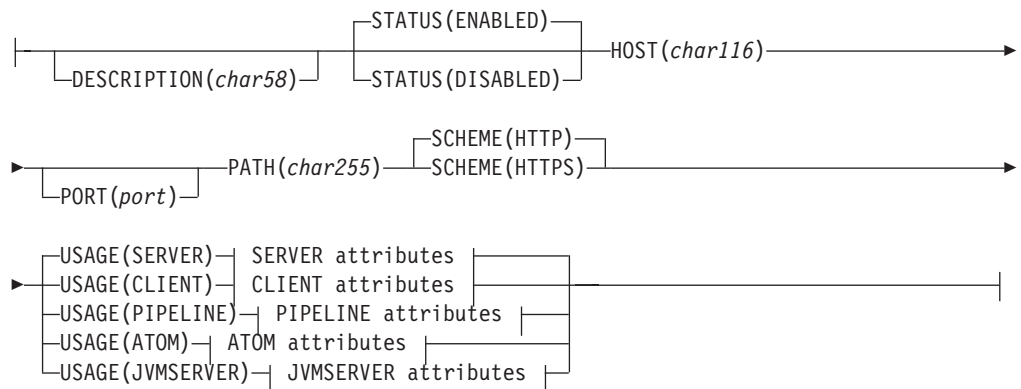 STATUS(ENABLED)
DESCRIPTION(char58) STATUS(DISABLED) HOST(char116)
PORT(port) PATH(char255) SCHEME(HTTP)
SCHEME(HTTPS)
USAGE(SERVER) SERVER attributes
USAGE(CLIENT) CLIENT attributes
USAGE(PIPELINE) PIPELINE attributes
USAGE(ATOM) ATOM attributes
USAGE(JVMSERVER) JVMSERVER attributes